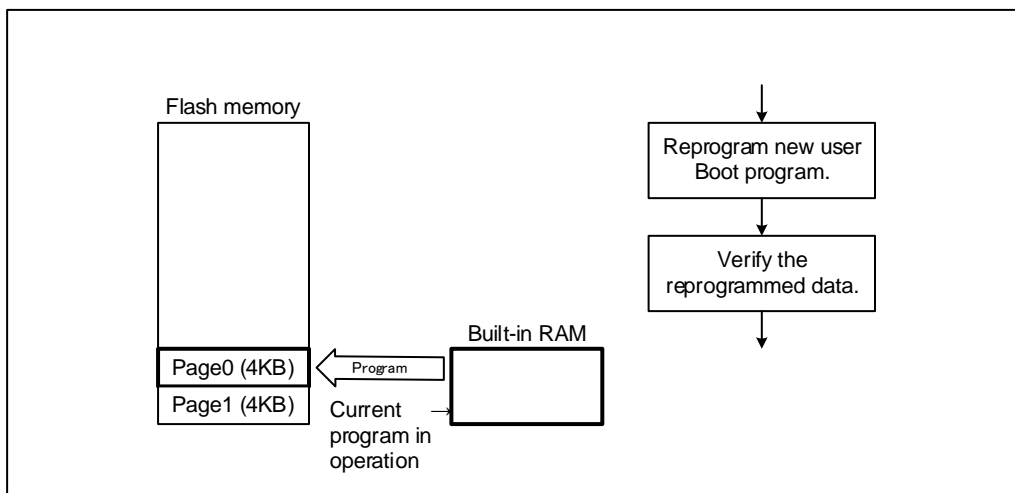 Flash memory
Page0 (4KB)
Page1 (4KB)
Program
Built-in RAM
Current
program in
operation
→
Reprogram new user
Boot program.
Verify the
reprogrammed data.